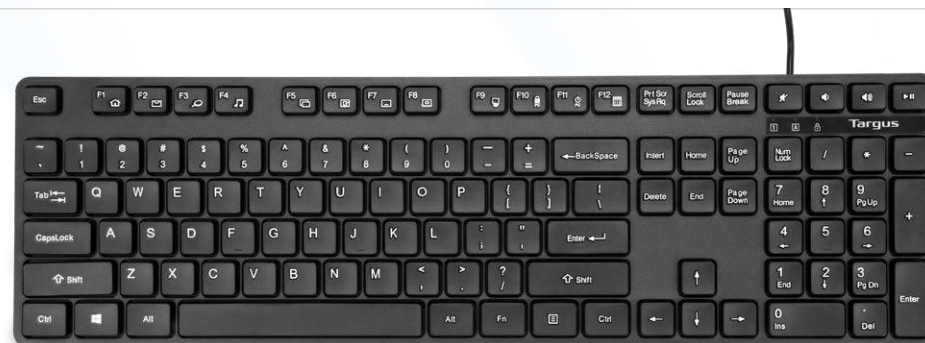 Esc F1 F2 F3 F4 F5 F6 F7 F8 F9 F10 F11 F12 Prt Scr SysRq Scroll Lock Pause Break
1 A
Targus
~ ` ! 1 @ 2 # 3 $ 4 % 5 ^ 6 & 7 * 8 ( 9 ) 0 — - + = ←BackSpace Insert Home Page Up Num Lock / * -
Tab Q W E R T Y U I O P { [ } ] | \ Delete End Page Down 7 Home 8 ↑ 9 PgUp +
CapsLock A S D F G H J K L : ; " ' Enter ↵ 4 ← 5 6 →
⇧ Shift Z X C V B N M < , > . ? / ⇧ Shift ↑ 1 End 2 ↓ 3 Pg Dn Enter
Ctrl Alt Alt Fn Ctrl ← ↓ → 0 Ins . Del